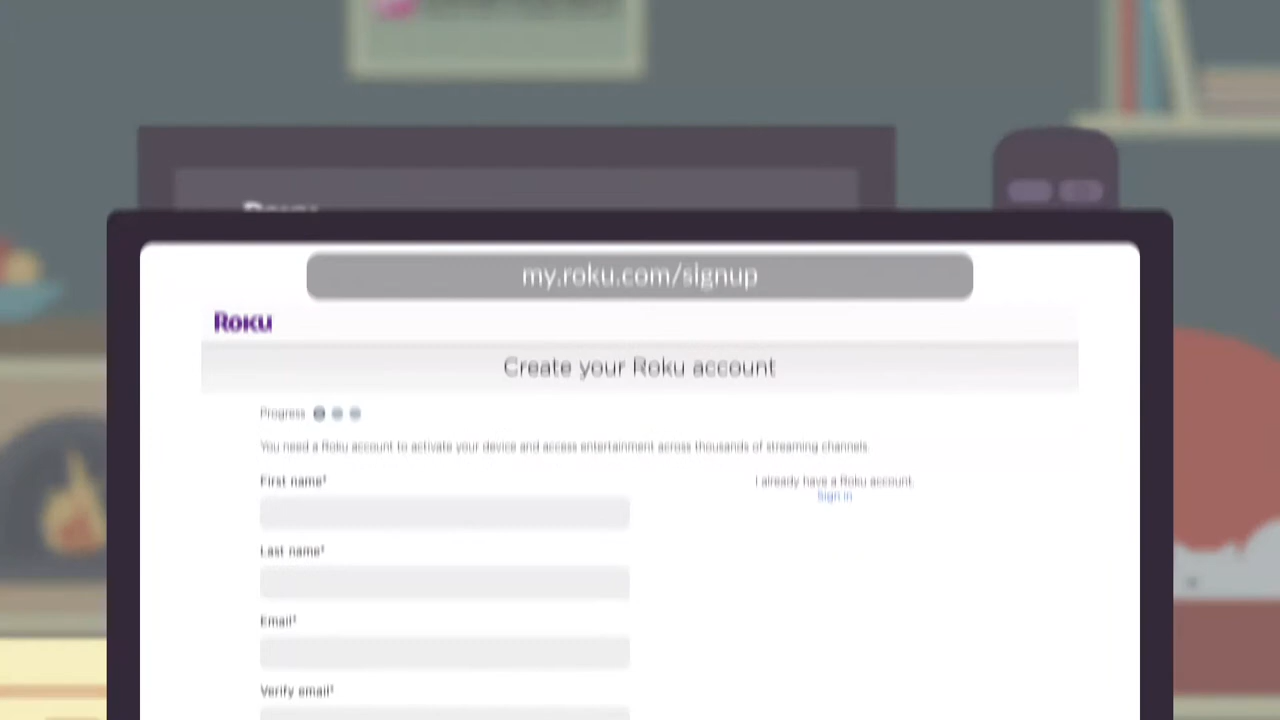 my.roku.com/signup
Roku
Create your Roku account
Progress
You need a Roku account to activate your device and access entertainment across thousands of streaming channels.
First name*
I already have a Roku account.
Sign in
Last name*
Email*
Verify email*